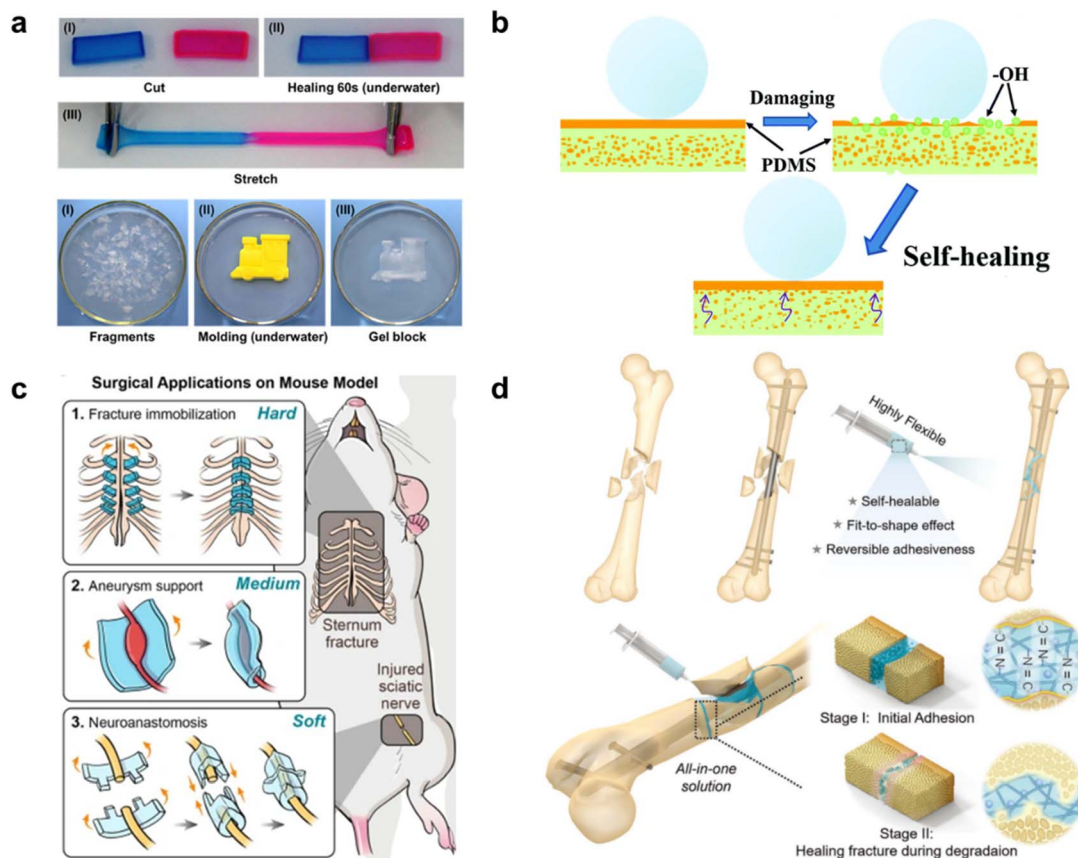 a
(I)
(II)
Cut
Healing 60s (underwater)
(III)
Stretch
(I)
(II)
(III)
Fragments
Molding (underwater)
Gel block
b
-OH
Damaging
PDMS
Self-healing
c
Surgical Applications on Mouse Model
1. Fracture immobilization
Hard
2. Aneurysm support
Medium
3. Neuroanastomosis
Soft
Sternum
fracture
Injured
sciatic
nerve
d
Highly Flexible
★ Self-healable
★ Fit-to-shape effect
★ Reversible adhesiveness
All-in-one
solution
Stage I: Initial Adhesion
Stage II:
Healing fracture during degradaion
C=N
C=N
C=N
C=N